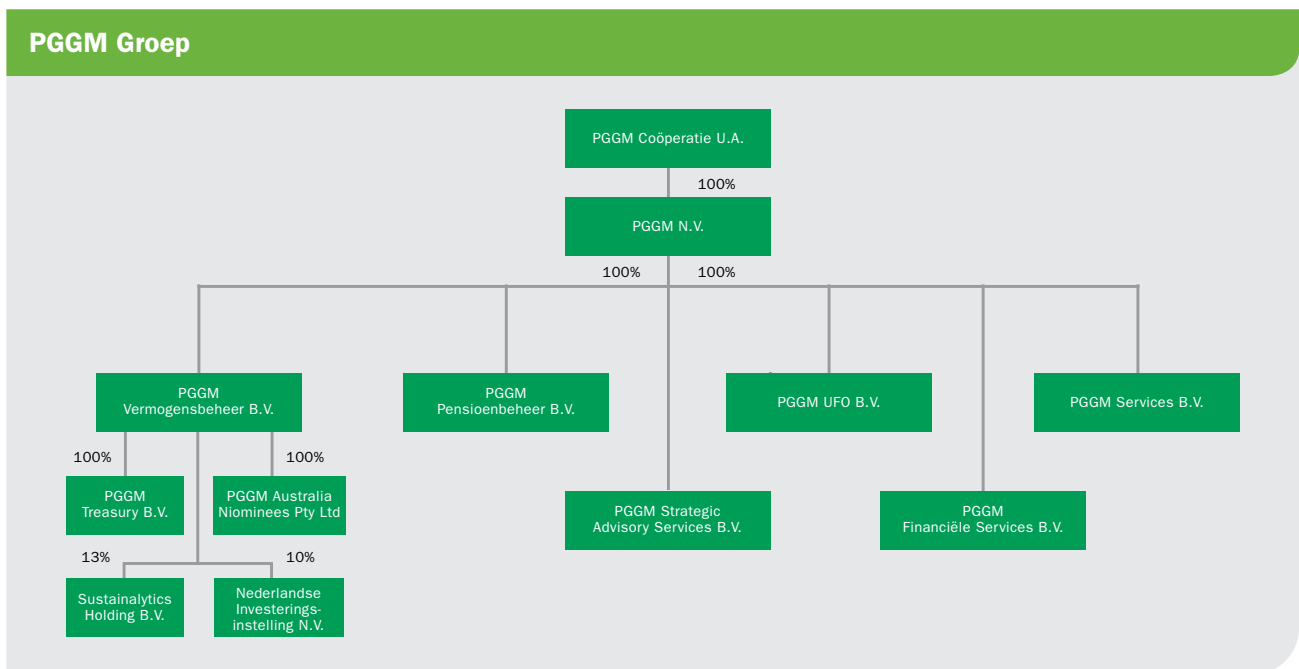 PGGM Groep
PGGM Coöperatie U.A.
100%
PGGM N.V.
100%
100%
PGGM
Vermogensbeheer B.V.
PGGM
Pensioenbeheer B.V.
PGGM UFO B.V.
PGGM Services B.V.
100%
100%
PGGM
Treasury B.V.
PGGM Australia
Niominees Pty Ltd
PGGM Strategic
Advisory Services B.V.
PGGM
Financiële Services B.V.
13%
10%
Sustainalytics
Holding B.V.
Nederlandse
Investerings-
instelling N.V.